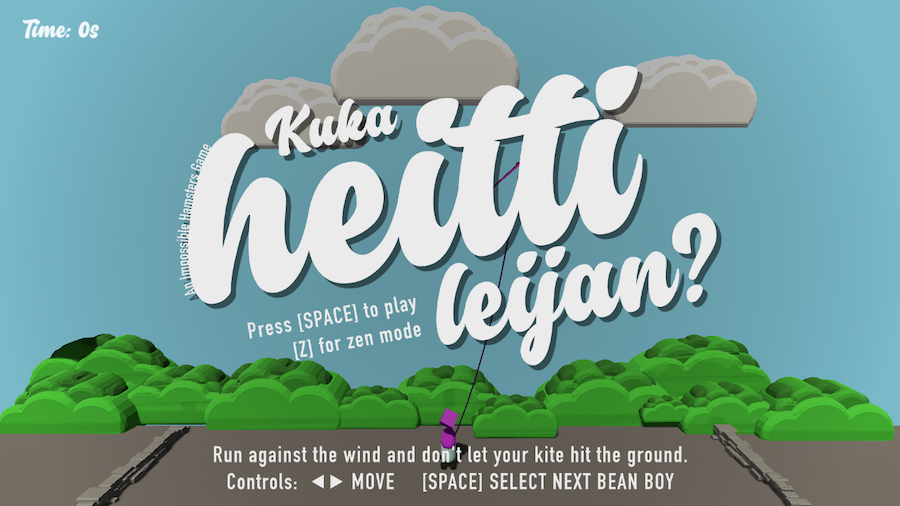 Time: 0s
Kuka
heitti
leijan?
An Impossible Hamsters Game
Press [SPACE] to play
[Z] for zen mode
Run against the wind and don't let your kite hit the ground.
Controls: ◀ ▶ MOVE [SPACE] SELECT NEXT BEAN BOY